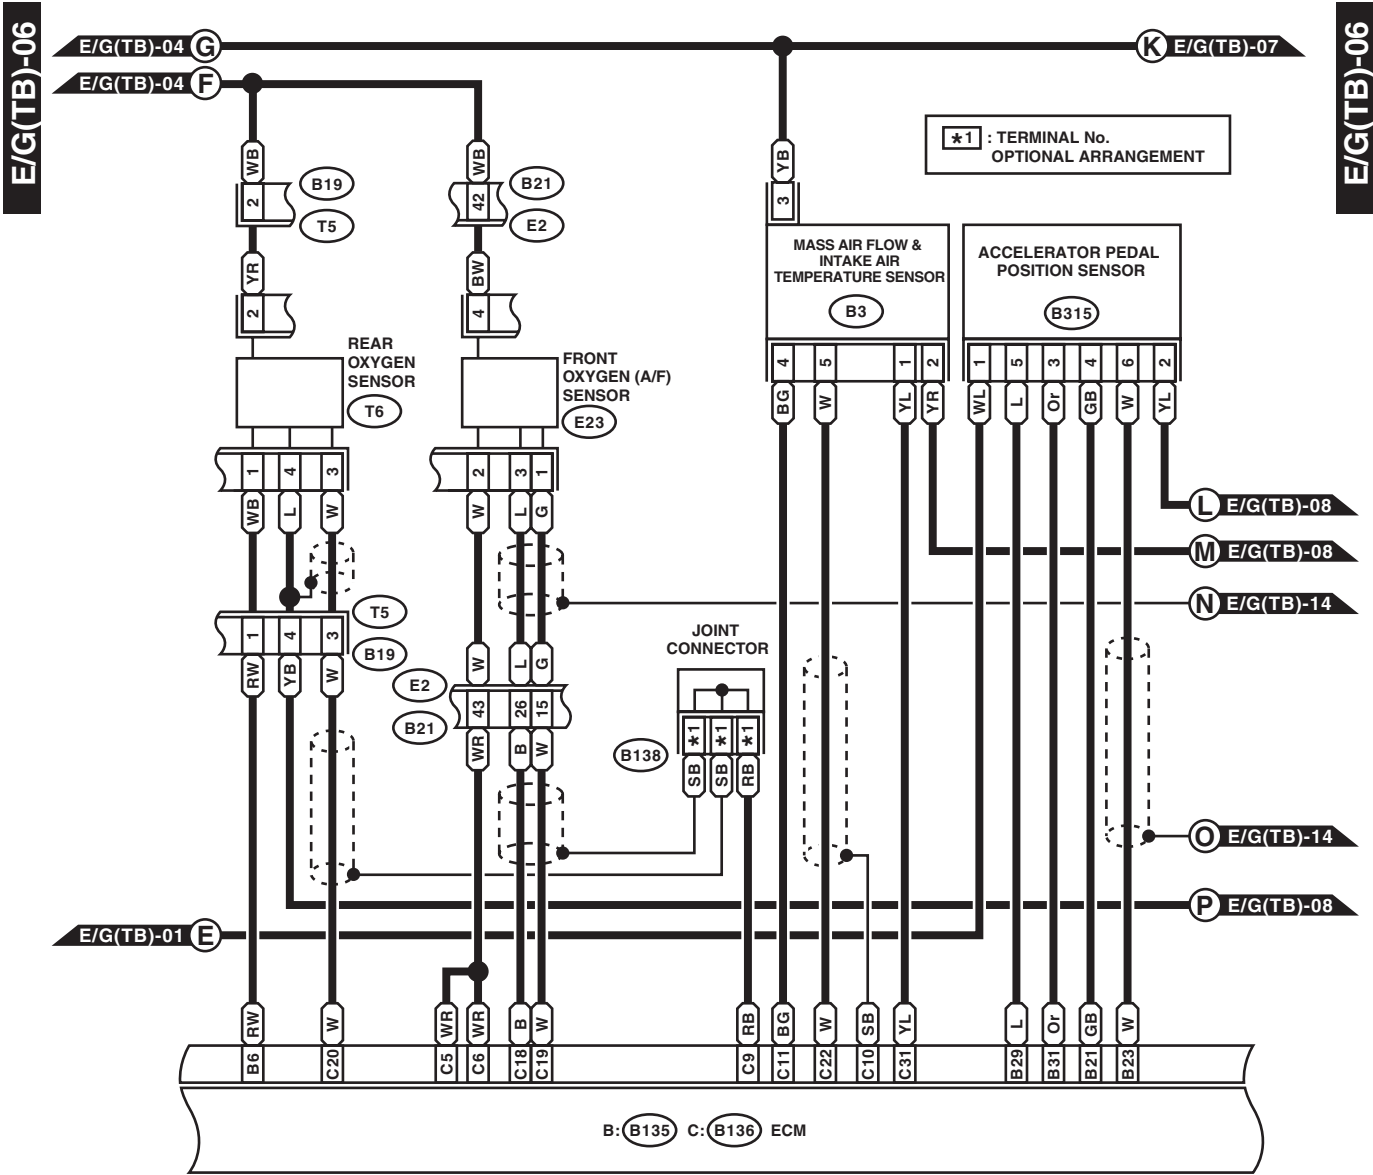 E/G(TB)-06
E/G(TB)-06
E/G(TB)-04 G
K E/G(TB)-07
E/G(TB)-04 F
*1 : TERMINAL No.
OPTIONAL ARRANGEMENT
WB
WB
YB
2
B19
T5
42
B21
E2
3
YR
BW
2
4
MASS AIR FLOW &
INTAKE AIR
TEMPERATURE SENSOR
B3
ACCELERATOR PEDAL
POSITION SENSOR
B315
REAR
OXYGEN
SENSOR
T6
FRONT
OXYGEN (A/F)
SENSOR
E23
4 5 1 2
1 5 3 4 6 2
BG W YL YR
WL L Or GB W YL
1 4 3
2 3 1
WB L W
W L G
L E/G(TB)-08
M E/G(TB)-08
N E/G(TB)-14
T5
1 4 3
B19
RW YB W
W L G
E2
43 26 15
B21
WR B W
JOINT
CONNECTOR
*1 *1 *1
B138
SB SB RB
O E/G(TB)-14
P E/G(TB)-08
E/G(TB)-01 E
RW W WR WR B W RB BG W SB YL L Or GB W
B6 C20 C5 C6 C18 C19 C9 C11 C22 C10 C31 B29 B31 B21 B23
B: B135 C: B136 ECM